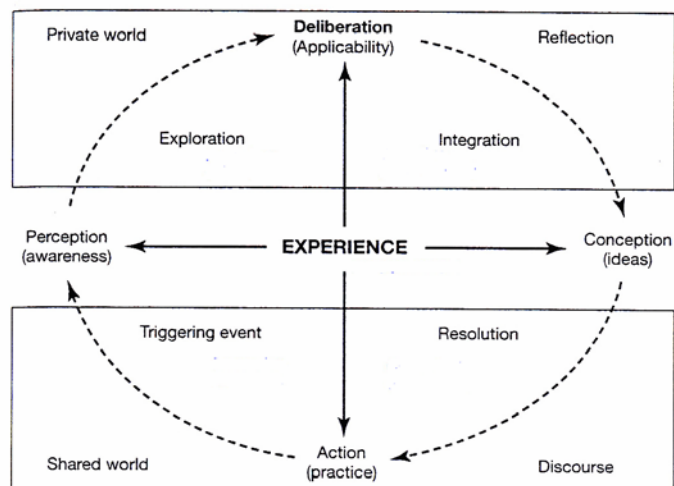 Private world
Deliberation
(Applicability)
Reflection
Exploration
Integration
Perception
(awareness)
EXPERIENCE
Conception
(ideas)
Triggering event
Resolution
Shared world
Action
(practice)
Discourse